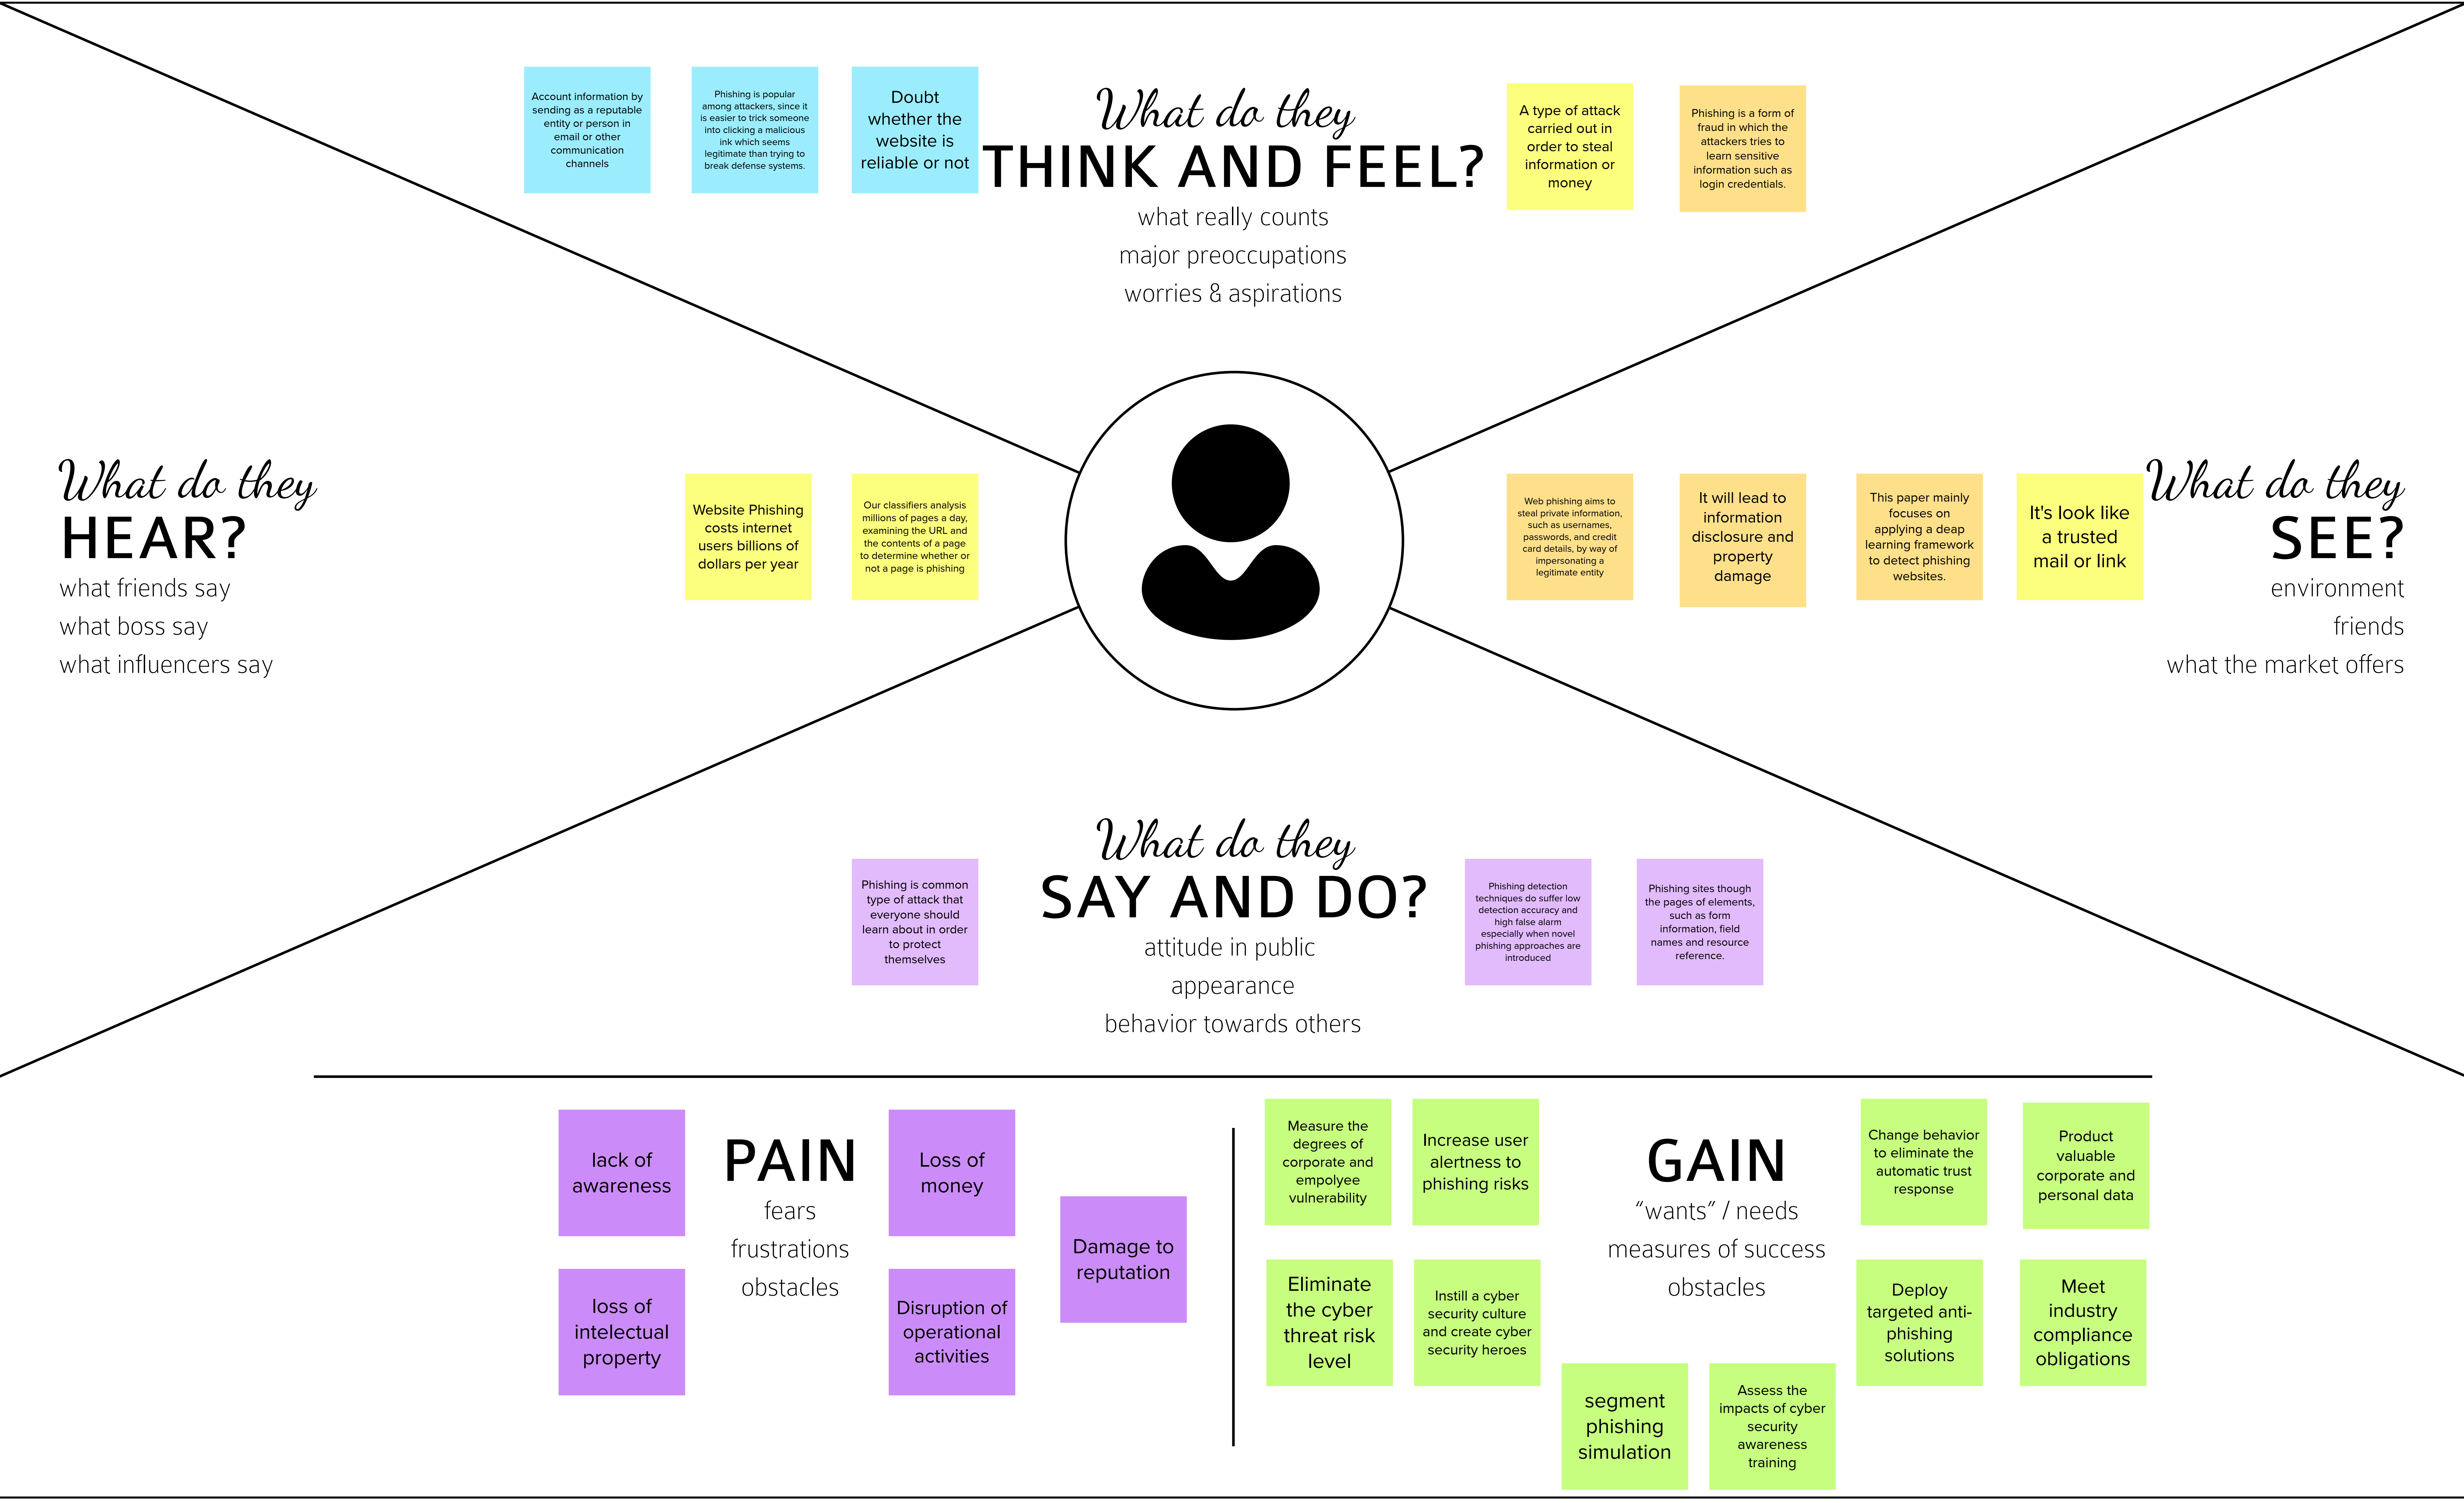 Account information by
sending as a reputable
entity or person in
email or other
communication
channels
Phishing is popular
among attackers, since it
is easier to trick someone
into clicking a malicious
ink which seems
legitimate than trying to
break defense systems.
Doubt
whether the
website is
reliable or not
What do they
THINK AND FEEL?
what really counts
major preoccupations
worries & aspirations
A type of attack
carried out in
order to steal
information or
money
Phishing is a form of
fraud in which the
attackers tries to
learn sensitive
information such as
login credentials.
What do they
HEAR?
what friends say
what boss say
what influencers say
Website Phishing
costs internet
users billions of
dollars per year
Our classifiers analysis
millions of pages a day,
examining the URL and
the contents of a page
to determine whether or
not a page is phishing
Web phishing aims to
steal private information,
such as usernames,
passwords, and credit
card details, by way of
impersonating a
legitimate entity
It will lead to
information
disclosure and
property
damage
This paper mainly
focuses on
applying a deap
learning framework
to detect phishing
websites.
It's look like
a trusted
mail or link
What do they
SEE?
environment
friends
what the market offers
Phishing is common
type of attack that
everyone should
learn about in order
to protect
themselves
What do they
SAY AND DO?
attitude in public
appearance
behavior towards others
Phishing detection
techniques do suffer low
detection accuracy and
high false alarm
especially when novel
phishing approaches are
introduced
Phishing sites though
the pages of elements,
such as form
information, field
names and resource
reference.
lack of
awareness
PAIN
fears
frustrations
obstacles
Loss of
money
Damage to
reputation
loss of
intelectual
property
Disruption of
operational
activities
Measure the
degrees of
corporate and
empolyee
vulnerability
Increase user
alertness to
phishing risks
GAIN
“wants” / needs
measures of success
obstacles
Change behavior
to eliminate the
automatic trust
response
Product
valuable
corporate and
personal data
Eliminate
the cyber
threat risk
level
Instill a cyber
security culture
and create cyber
security heroes
Deploy
targeted anti-
phishing
solutions
Meet
industry
compliance
obligations
segment
phishing
simulation
Assess the
impacts of cyber
security
awareness
training